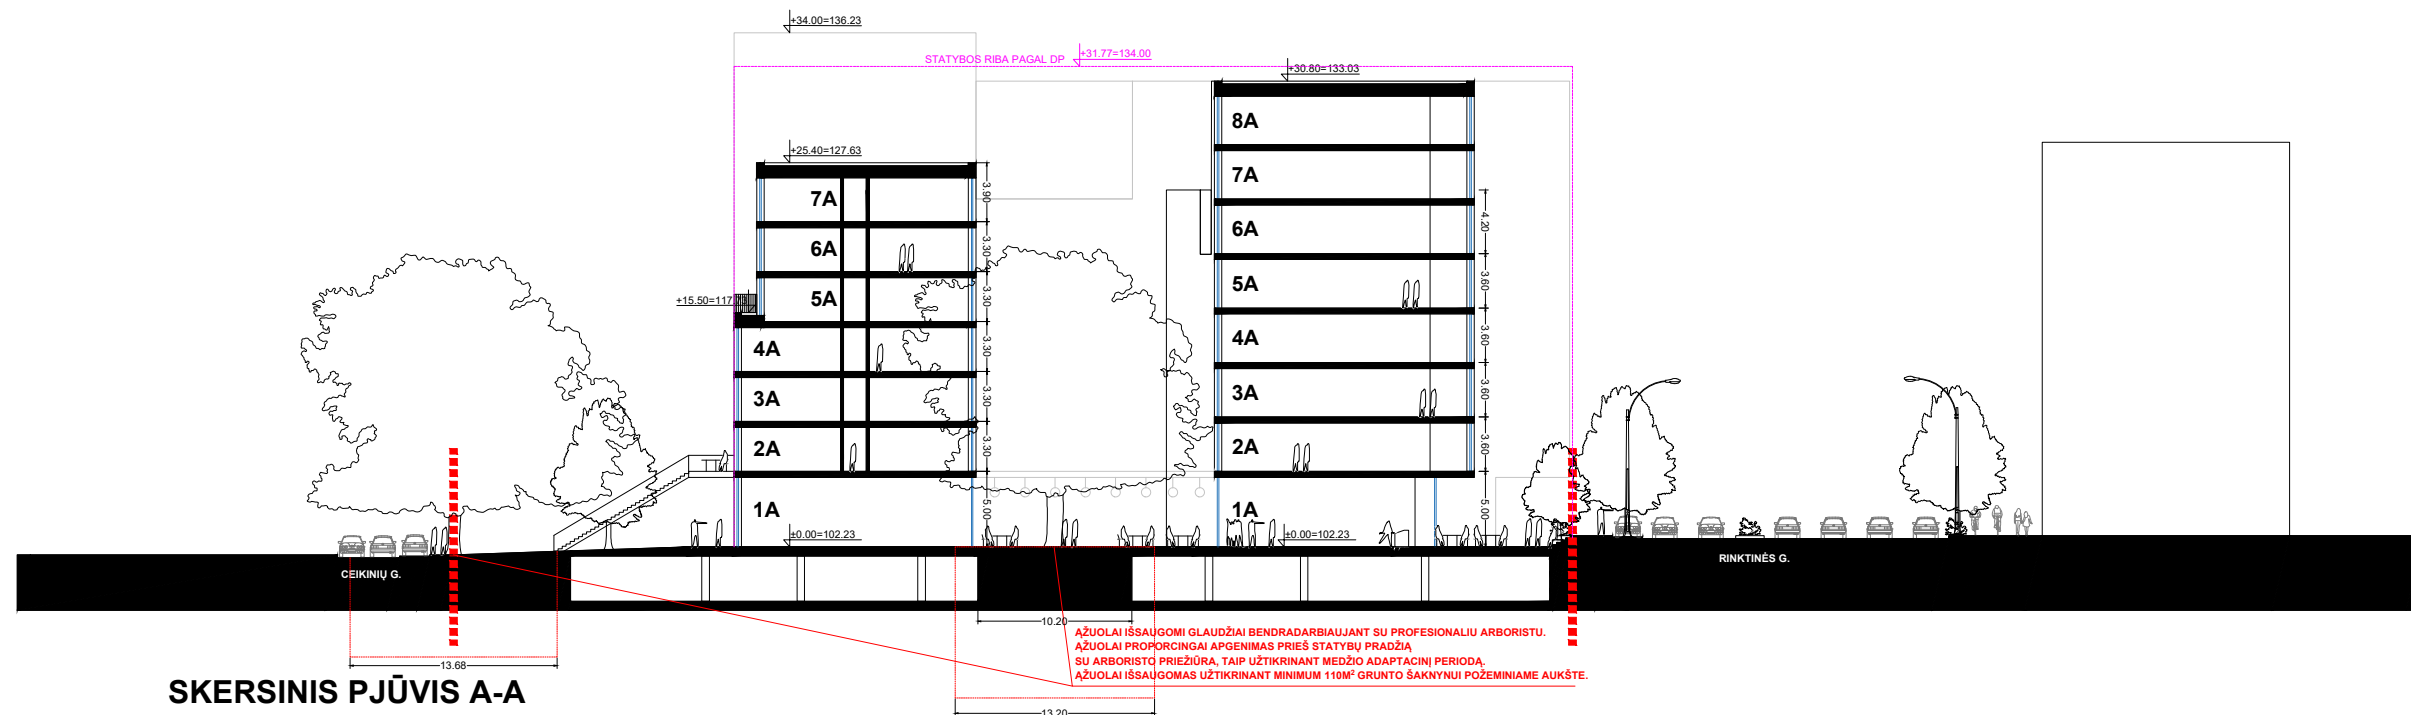 +34.00=136.23
STATYBOS RIBA PAGAL DP
+31.77=134.00
+30.80=133.03
+25.40=127.63
+15.50=117
7A
6A
5A
4A
3A
2A
1A
3.90
3.30
3.30
3.30
3.30
3.30
5.00
±0.00=102.23
8A
7A
6A
5A
4A
3A
2A
1A
4.20
3.60
3.60
3.60
3.60
5.00
±0.00=102.23
CEIKINIŲ G.
RINKTINĖS G.
10.20
13.68
13.20
ĄŽUOLAI IŠSAUGOMI GLAUDŽIAI BENDRADARBIAUJANT SU PROFESIONALIU ARBORISTU.
ĄŽUOLAI PROPORCINGAI APGENIMAS PRIEŠ STATYBŲ PRADŽIĄ
SU ARBORISTO PRIEŽIŪRA, TAIP UŽTIKRINANT MEDŽIO ADAPTACINĮ PERIODĄ.
ĄŽUOLAI IŠSAUGOMAS UŽTIKRINANT MINIMUM 110M² GRUNTO ŠAKNYNUI POŽEMINIAME AUKŠTE.
SKERSINIS PJŪVIS A-A